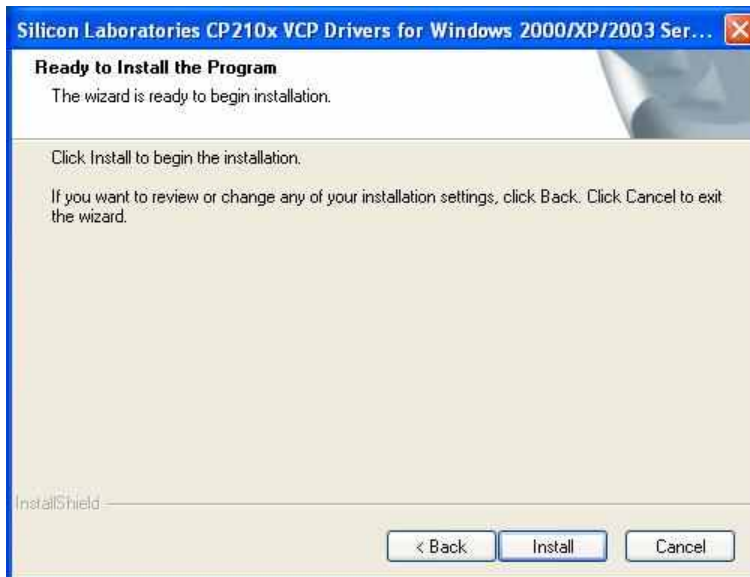 Silicon Laboratories CP210x VCP Drivers for Windows 2000/XP/2003 Ser...
Ready to Install the Program
The wizard is ready to begin installation.
Click Install to begin the installation.
If you want to review or change any of your installation settings, click Back. Click Cancel to exit
the wizard.
InstallShield
< Back Install Cancel